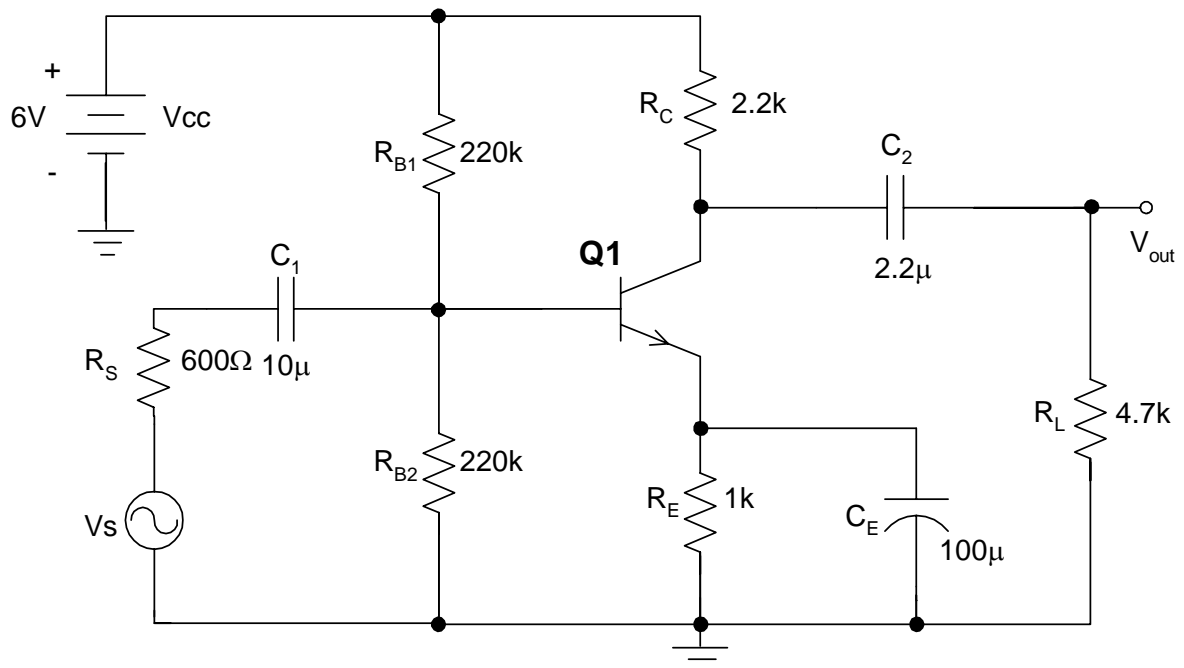 +
6V
Vcc
-
R_B1
220k
R_C
2.2k
C_2
2.2μ
V_out
Q1
C_1
10μ
R_S
600Ω
R_B2
220k
Vs
R_E
1k
C_E
100μ
R_L
4.7k